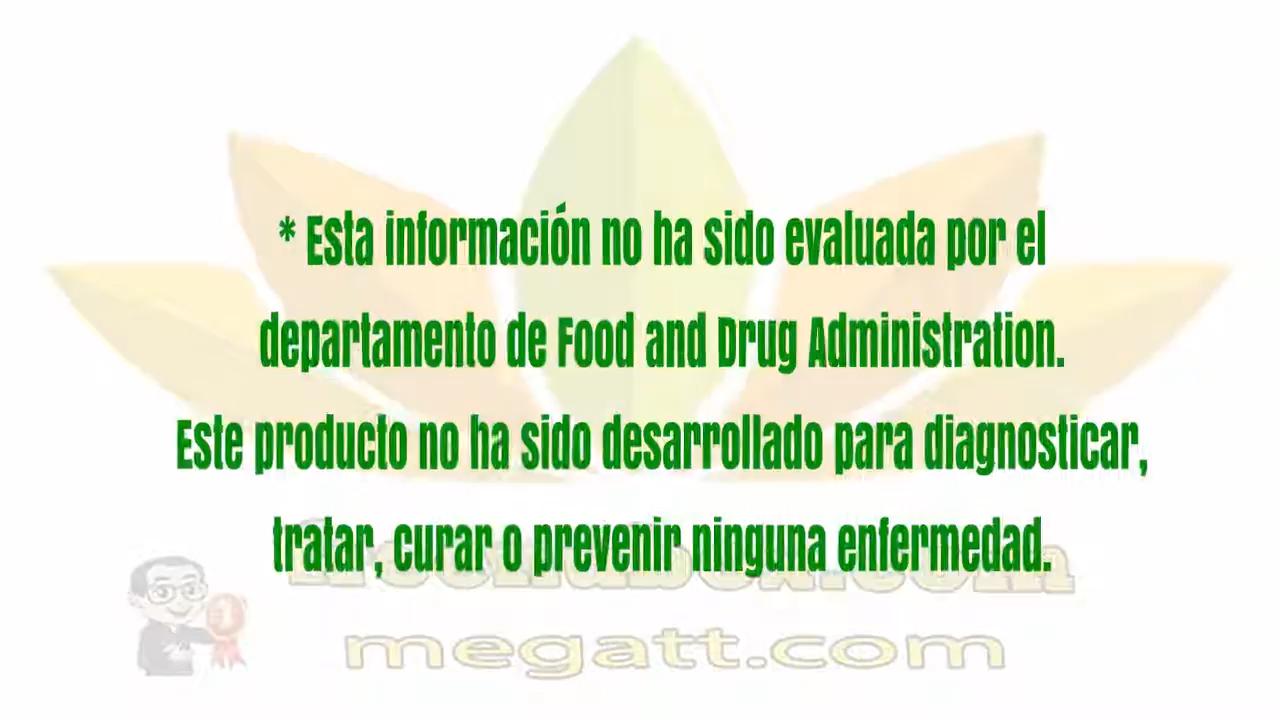 * Esta información no ha sido evaluada por el
departamento de Food and Drug Administration.
Este producto no ha sido desarrollado para diagnosticar,
tratar, curar o prevenir ninguna enfermedad.
megatt.com